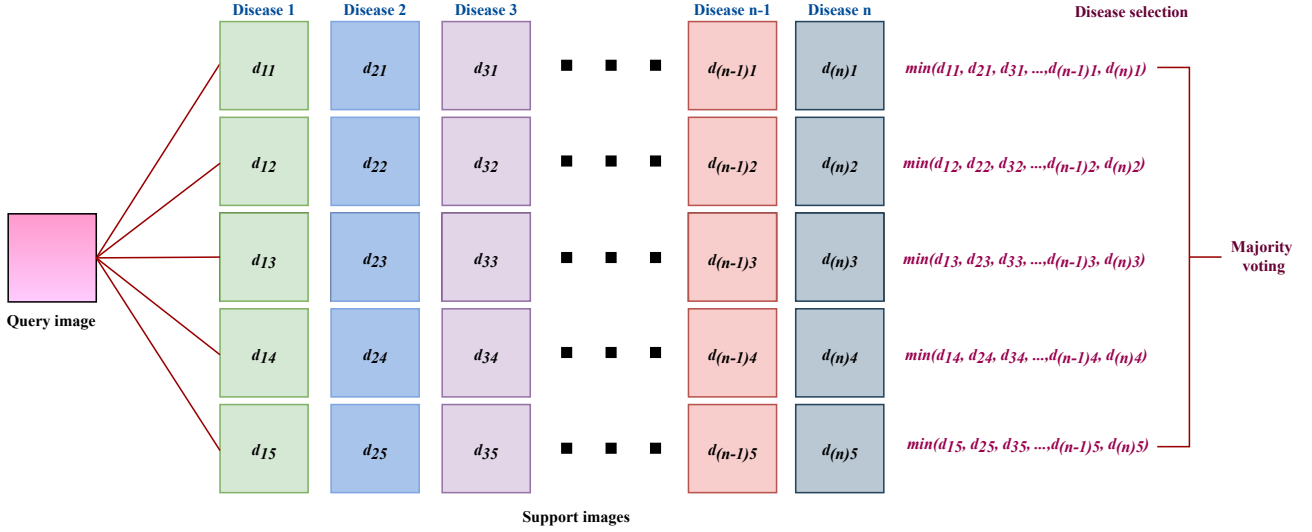 Disease 1 Disease 2 Disease 3 Disease n-1 Disease n Disease selection
d11 d21 d31 d(n-1)1 d(n)1 min(d11, d21, d31, ...,d(n-1)1, d(n)1)
d12 d22 d32 d(n-1)2 d(n)2 min(d12, d22, d32, ...,d(n-1)2, d(n)2)
d13 d23 d33 d(n-1)3 d(n)3 min(d13, d23, d33, ...,d(n-1)3, d(n)3)
Majority
voting
Query image
d14 d24 d34 d(n-1)4 d(n)4 min(d14, d24, d34, ...,d(n-1)4, d(n)4)
d15 d25 d35 d(n-1)5 d(n)5 min(d15, d25, d35, ...,d(n-1)5, d(n)5)
Support images